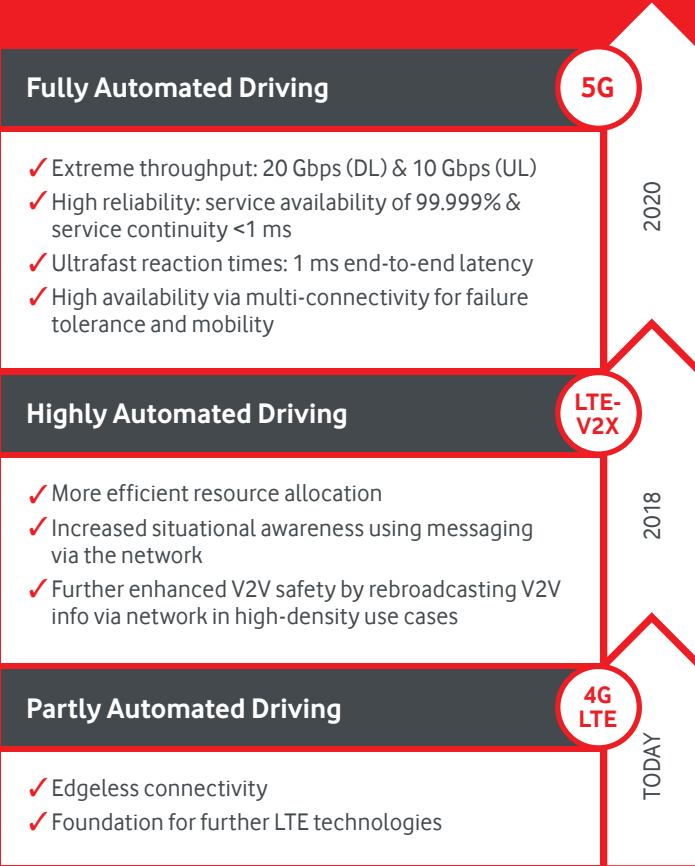 Fully Automated Driving
5G
✓ Extreme throughput: 20 Gbps (DL) & 10 Gbps (UL)
✓ High reliability: service availability of 99.999% &
service continuity <1 ms
✓ Ultrafast reaction times: 1 ms end-to-end latency
✓ High availability via multi-connectivity for failure
tolerance and mobility
2020
Highly Automated Driving
LTE-
V2X
✓ More efficient resource allocation
✓ Increased situational awareness using messaging
via the network
✓ Further enhanced V2V safety by rebroadcasting V2V
info via network in high-density use cases
2018
Partly Automated Driving
4G
LTE
✓ Edgeless connectivity
✓ Foundation for further LTE technologies
TODAY